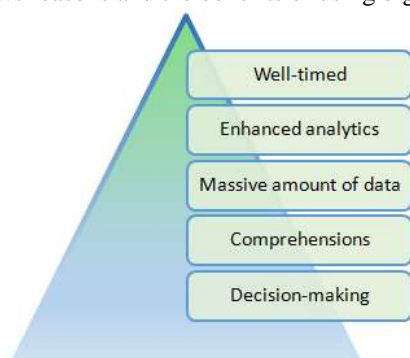 Well-timed
Enhanced analytics
Massive amount of data
Comprehensions
Decision-making